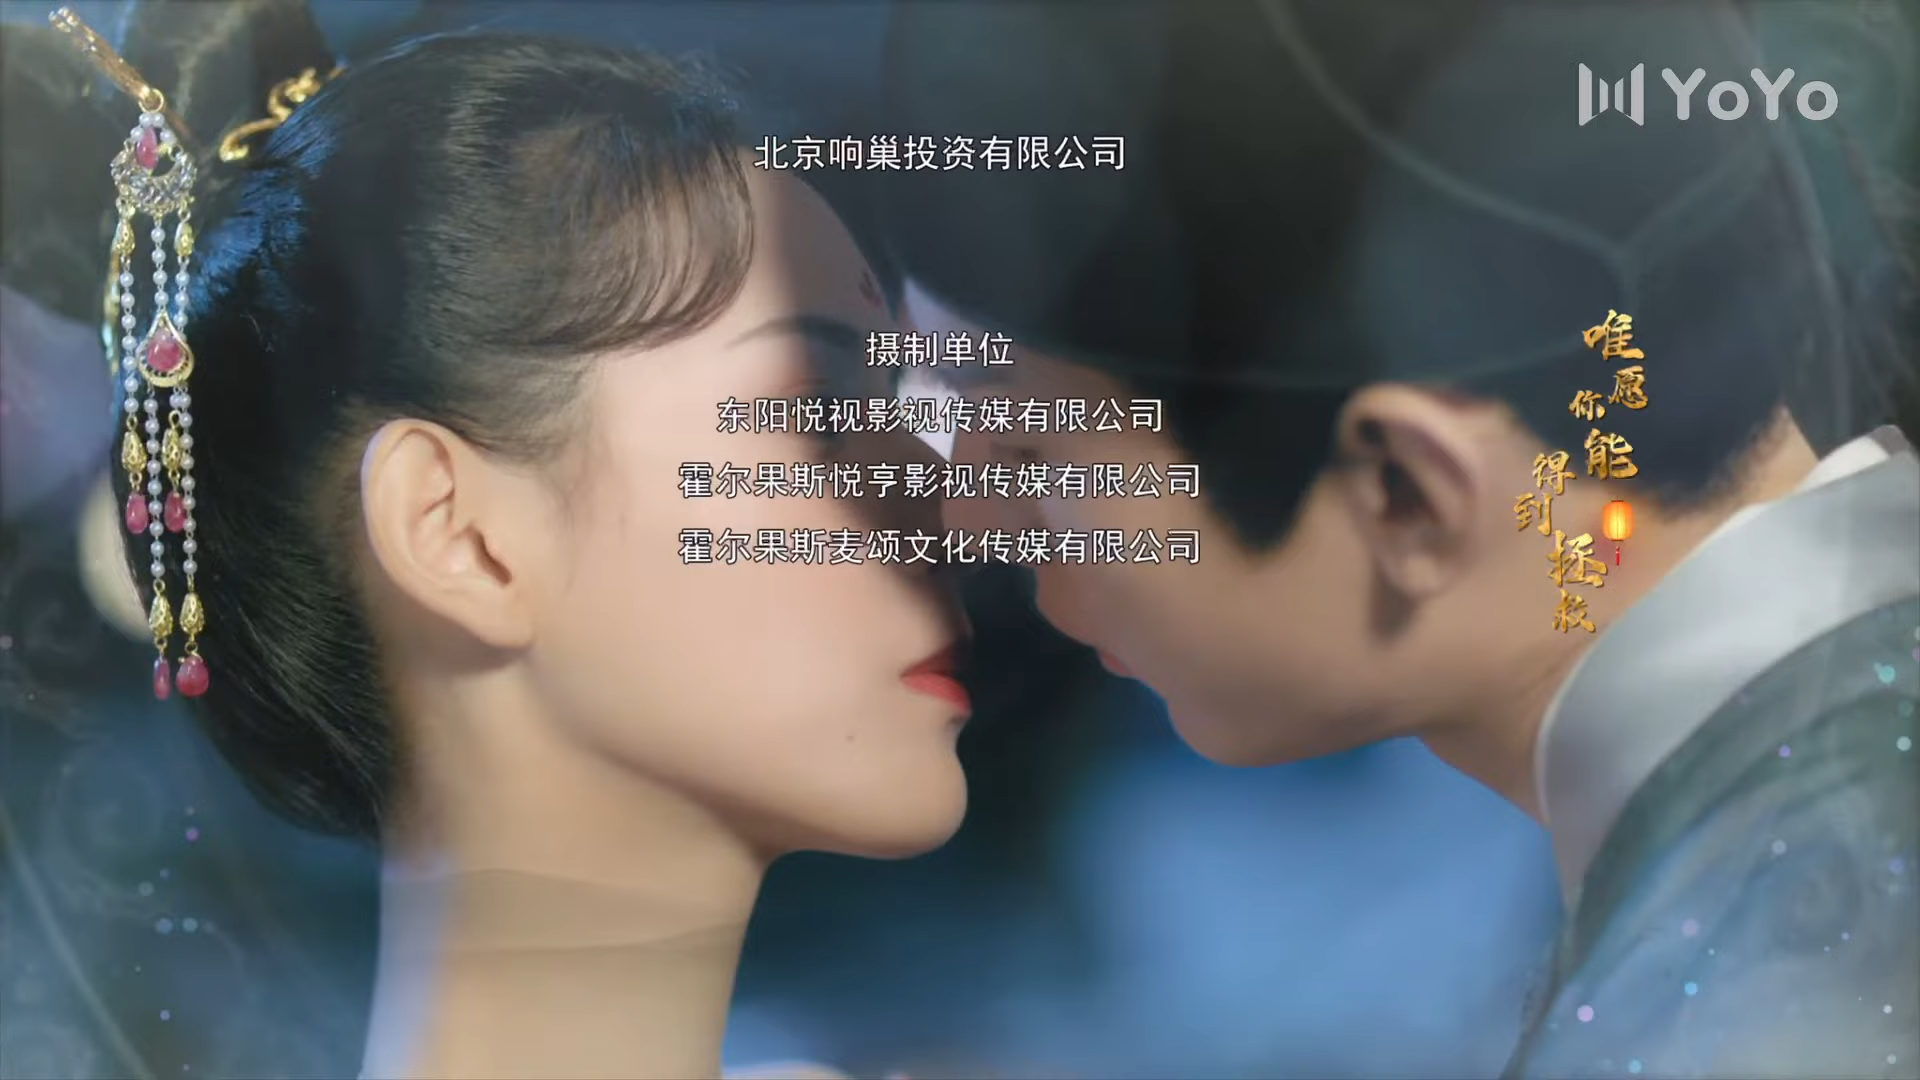 YoYo
北京响巢投资有限公司
摄制单位
东阳悦视影视传媒有限公司
霍尔果斯悦亨影视传媒有限公司
霍尔果斯麦颂文化传媒有限公司
唯愿你能得到拯救